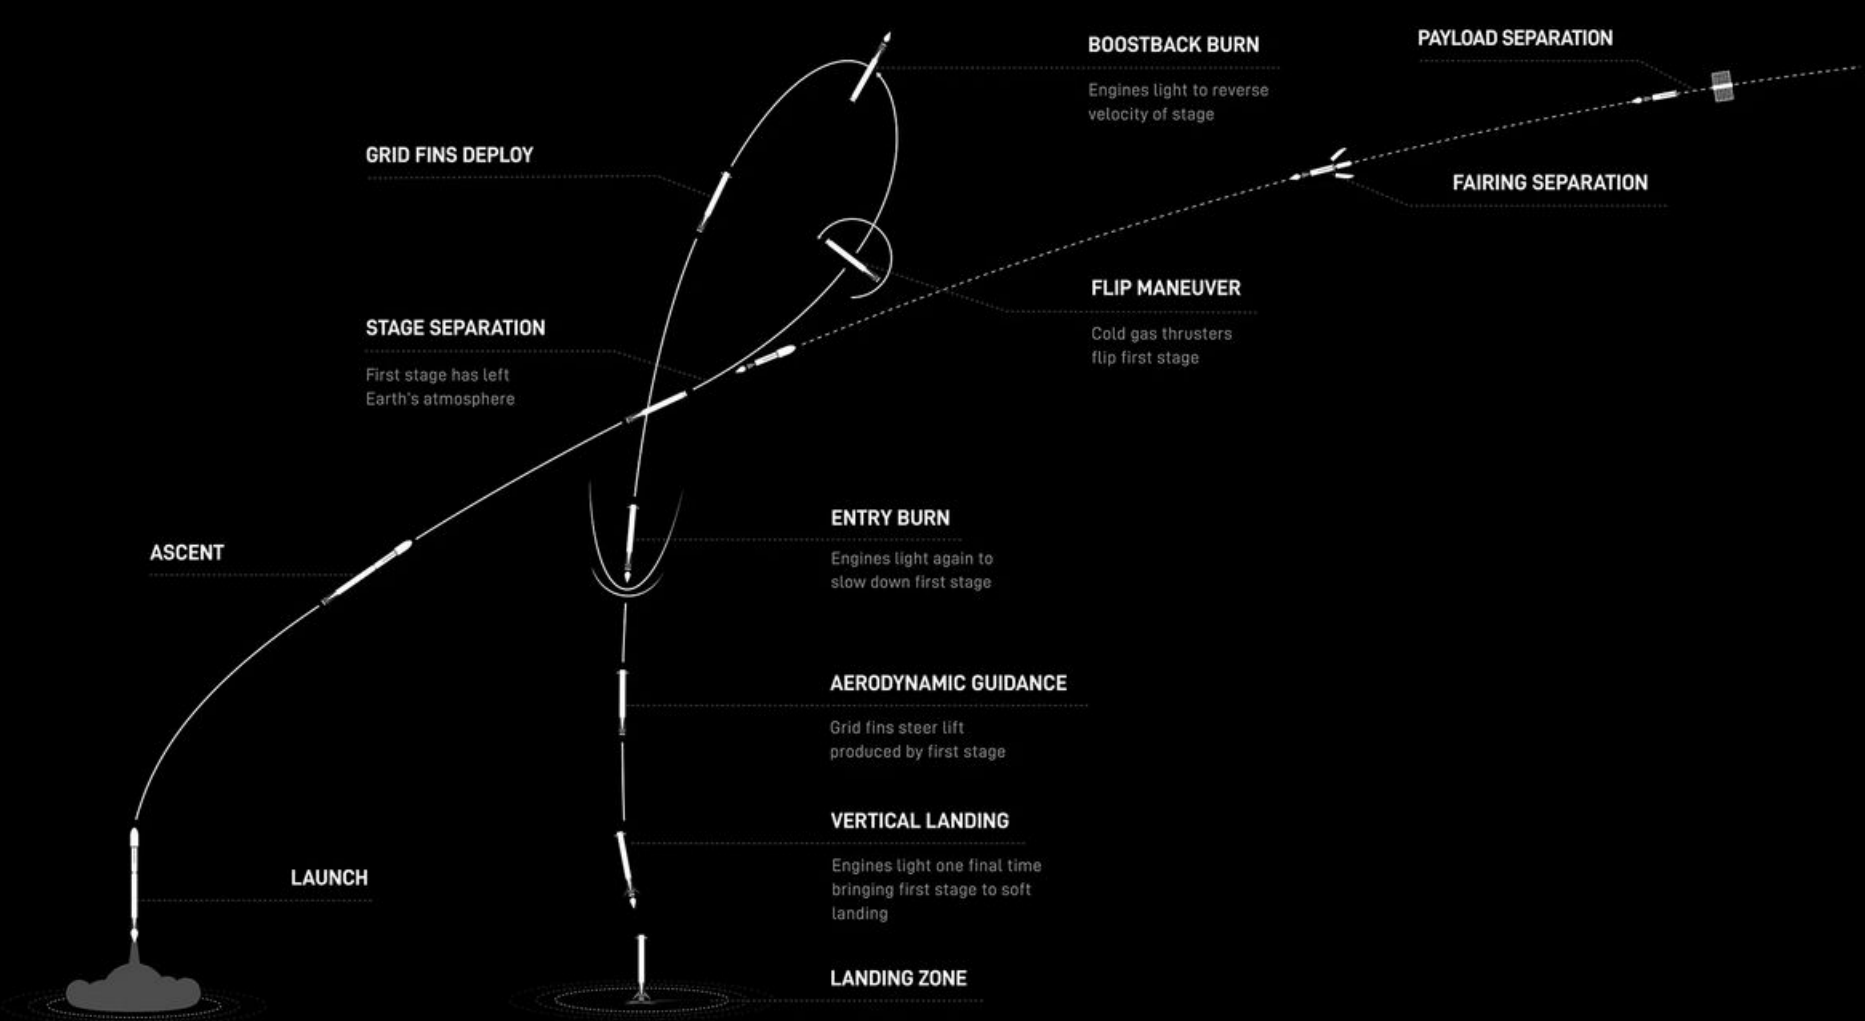 BOOSTBACK BURN
Engines light to reverse
velocity of stage
PAYLOAD SEPARATION
GRID FINS DEPLOY
FAIRING SEPARATION
FLIP MANEUVER
Cold gas thrusters
flip first stage
STAGE SEPARATION
First stage has left
Earth's atmosphere
ENTRY BURN
Engines light again to
slow down first stage
ASCENT
AERODYNAMIC GUIDANCE
Grid fins steer lift
produced by first stage
VERTICAL LANDING
Engines light one final time
bringing first stage to soft
landing
LAUNCH
LANDING ZONE